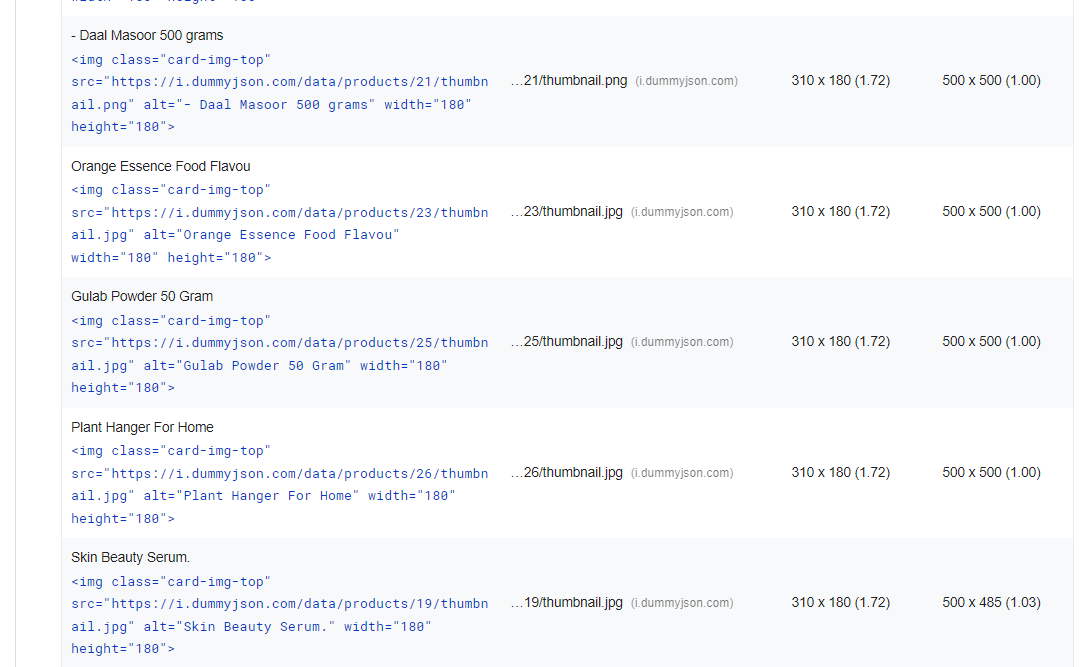 - Daal Masoor 500 grams
<img class="card-img-top"
src="https://i.dummyjson.com/data/products/21/thumbn
ail.png" alt="- Daal Masoor 500 grams" width="180"
height="180">
...21/thumbnail.png (i.dummyjson.com)
310 x 180 (1.72)
500 x 500 (1.00)
Orange Essence Food Flavou
<img class="card-img-top"
src="https://i.dummyjson.com/data/products/23/thumbn
ail.jpg" alt="Orange Essence Food Flavou"
width="180" height="180">
...23/thumbnail.jpg (i.dummyjson.com)
310 x 180 (1.72)
500 x 500 (1.00)
Gulab Powder 50 Gram
<img class="card-img-top"
src="https://i.dummyjson.com/data/products/25/thumbn
ail.jpg" alt="Gulab Powder 50 Gram" width="180"
height="180">
...25/thumbnail.jpg (i.dummyjson.com)
310 x 180 (1.72)
500 x 500 (1.00)
Plant Hanger For Home
<img class="card-img-top"
src="https://i.dummyjson.com/data/products/26/thumbn
ail.jpg" alt="Plant Hanger For Home" width="180"
height="180">
...26/thumbnail.jpg (i.dummyjson.com)
310 x 180 (1.72)
500 x 500 (1.00)
Skin Beauty Serum.
<img class="card-img-top"
src="https://i.dummyjson.com/data/products/19/thumbn
ail.jpg" alt="Skin Beauty Serum." width="180"
height="180">
...19/thumbnail.jpg (i.dummyjson.com)
310 x 180 (1.72)
500 x 485 (1.03)